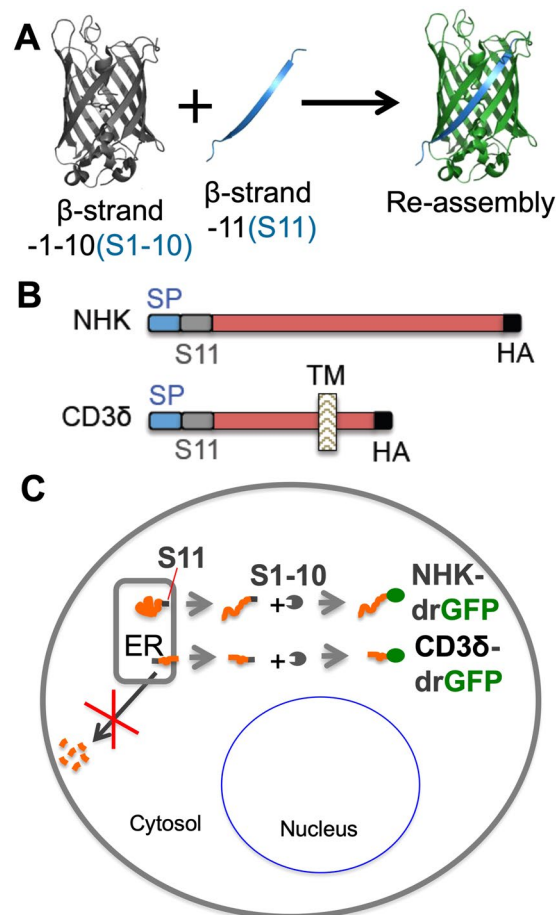 A
+
β-strand
-1-10(S1-10)
β-strand
-11(S11)
Re-assembly
B
SP
NHK
S11
HA
TM
SP
CD3δ
S11
HA
C
S11
S1-10
NHK-
drGFP
+
ER
CD3δ-
drGFP
+
Cytosol
Nucleus